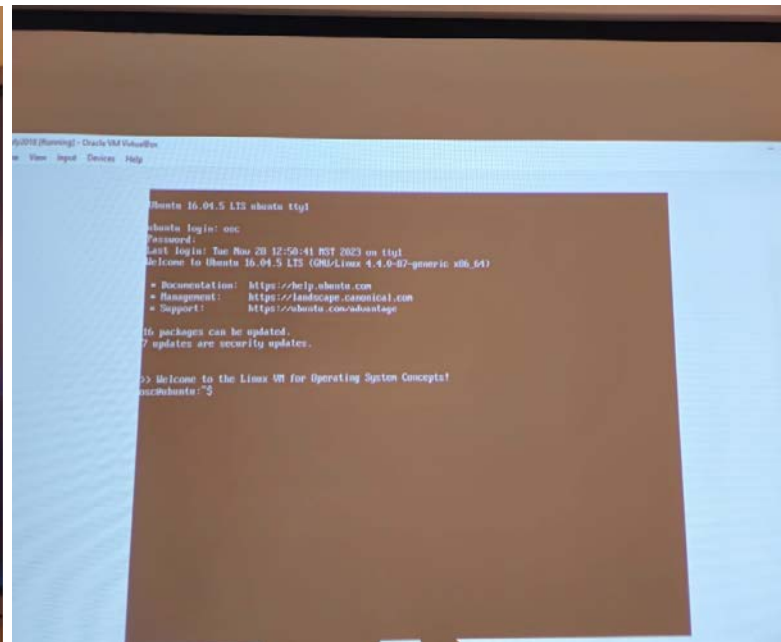 [Running] - Oracle VM VirtualBox
View Input Devices Help
Ubuntu 16.04.5 LTS ubuntu tty1
ubuntu login: osc
Password:
Last login: Tue Nov 28 12:50:41 MST 2023 on tty1
Welcome to Ubuntu 16.04.5 LTS (GNU/Linux 4.4.0-87-generic x86_64)
* Documentation: https://help.ubuntu.com
* Management: https://landscape.canonical.com
* Support: https://ubuntu.com/advantage
16 packages can be updated.
7 updates are security updates.
>> Welcome to the Linux VM for Operating System Concepts!
osc@ubuntu:~$